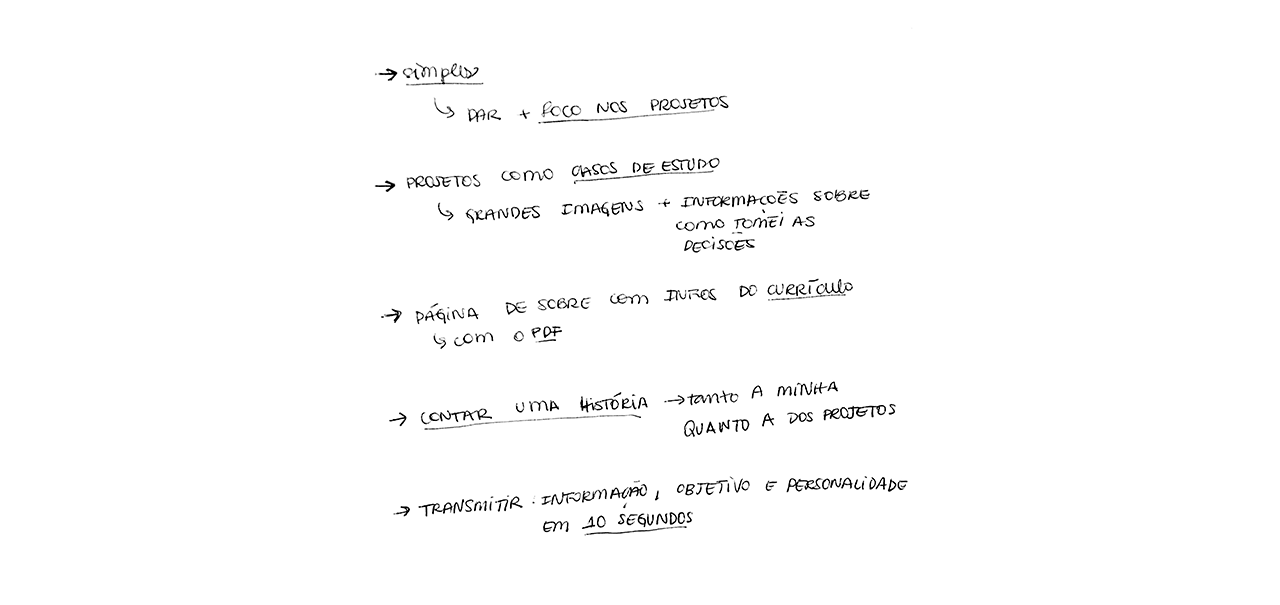 → simples
↳ DAR + FOCO NOS PROJETOS
→ PROJETOS COMO CASOS DE ESTUDO
↳ GRANDES IMAGENS + INFORMAÇÕES SOBRE
COMO TOMEI AS
DECISÕES
→ PÁGINA DE SOBRE COM INFOS DO CURRÍCULO
↳ COM O PDF
→ CONTAR UMA HISTÓRIA → tanto A MINHA
QUANTO A DOS PROJETOS
→ TRANSMITIR: INFORMAÇÃO, OBJETIVO E PERSONALIDADE
EM 10 SEGUNDOS